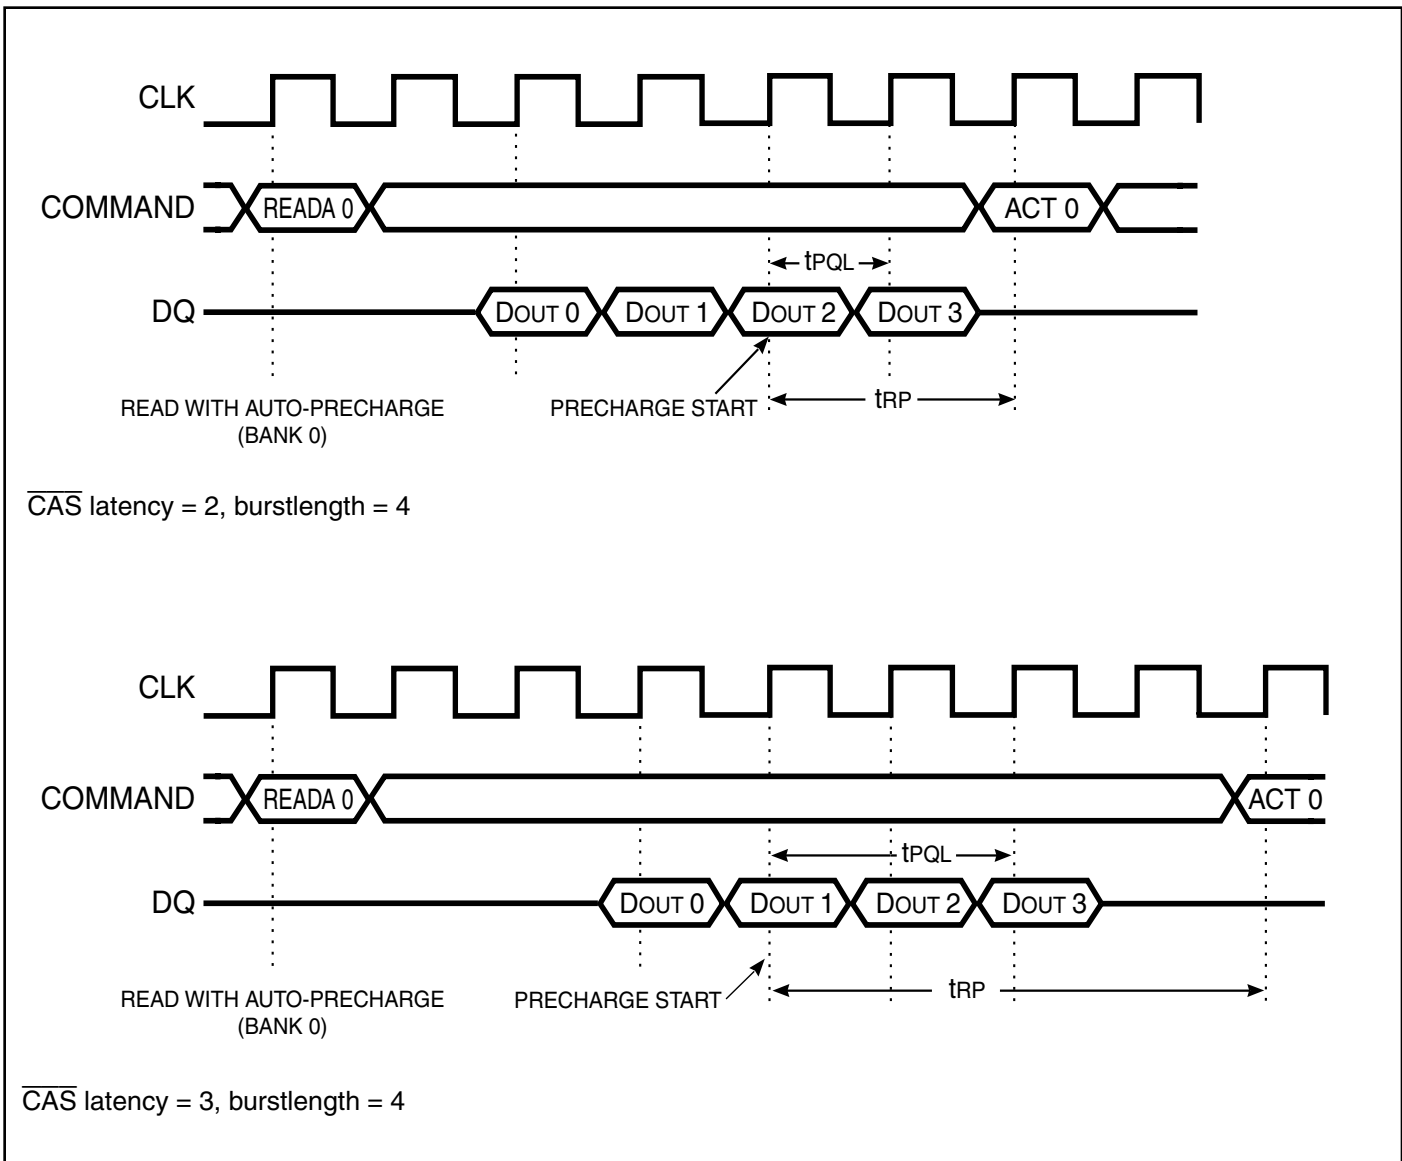 CLK
COMMAND
READA 0
ACT 0
tPQL
DQ
DOUT 0
DOUT 1
DOUT 2
DOUT 3
READ WITH AUTO-PRECHARGE
(BANK 0)
PRECHARGE START
tRP
CAS latency = 2, burstlength = 4
CLK
COMMAND
READA 0
ACT 0
tPQL
DQ
DOUT 0
DOUT 1
DOUT 2
DOUT 3
READ WITH AUTO-PRECHARGE
(BANK 0)
PRECHARGE START
tRP
CAS latency = 3, burstlength = 4